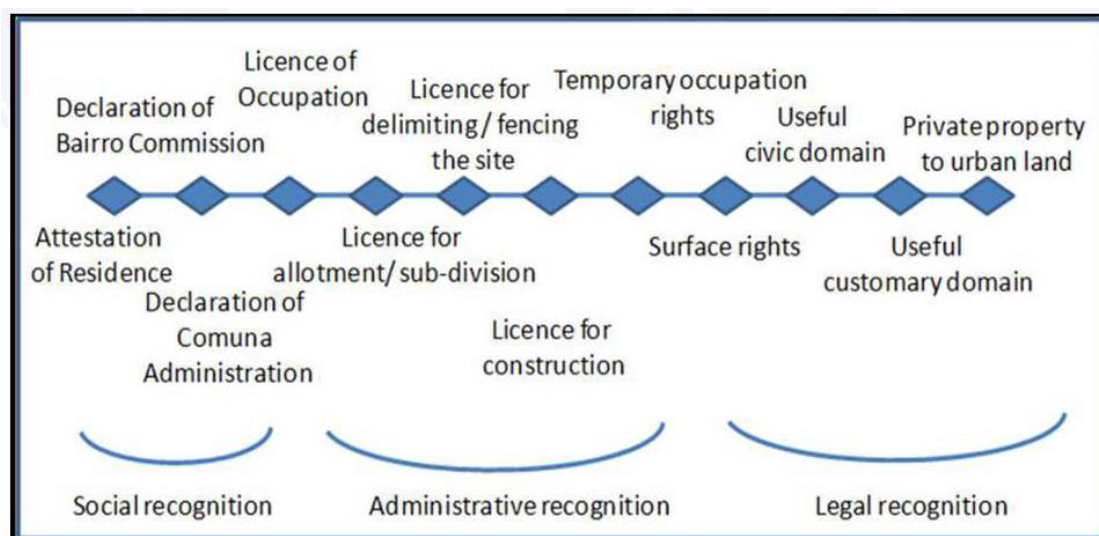 Declaration of
Bairro Commission
Licence of
Occupation
Licence for
delimiting/ fencing
the site
Temporary occupation
rights
Useful
civic domain
Private property
to urban land
Attestation
of Residence
Declaration of
Comuna
Administration
Licence for
allotment/ sub-division
Licence for
construction
Surface rights
Useful
customary domain
Social recognition
Administrative recognition
Legal recognition